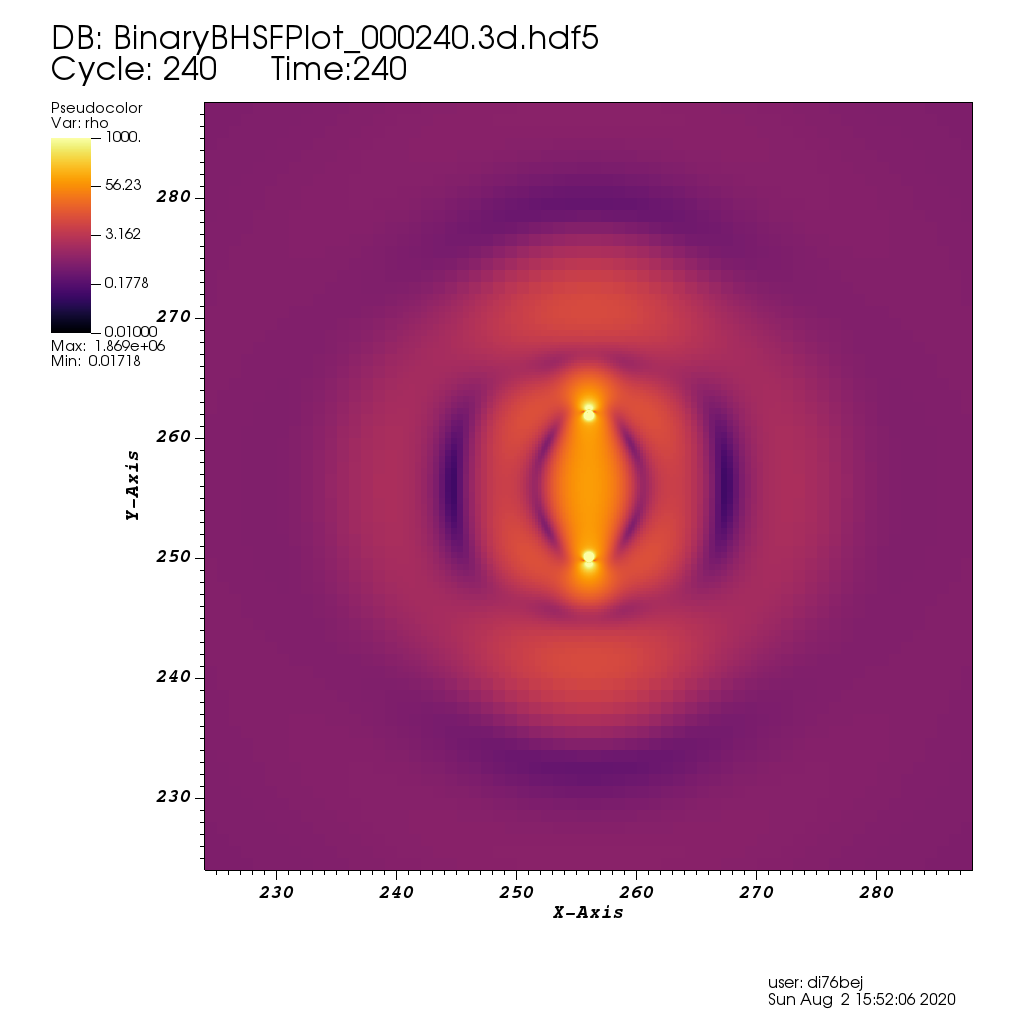 DB: BinaryBHSFPlot_000240.3d.hdf5
Cycle: 240 Time:240
Pseudocolor
Var: rho
1000.
56.23
3.162
0.1778
0.01000
Max: 1.869e+06
Min: 0.01718
280
270
260
250
240
230
Y-Axis
230 240 250 260 270 280
X-Axis
user: di76bej
Sun Aug 2 15:52:06 2020